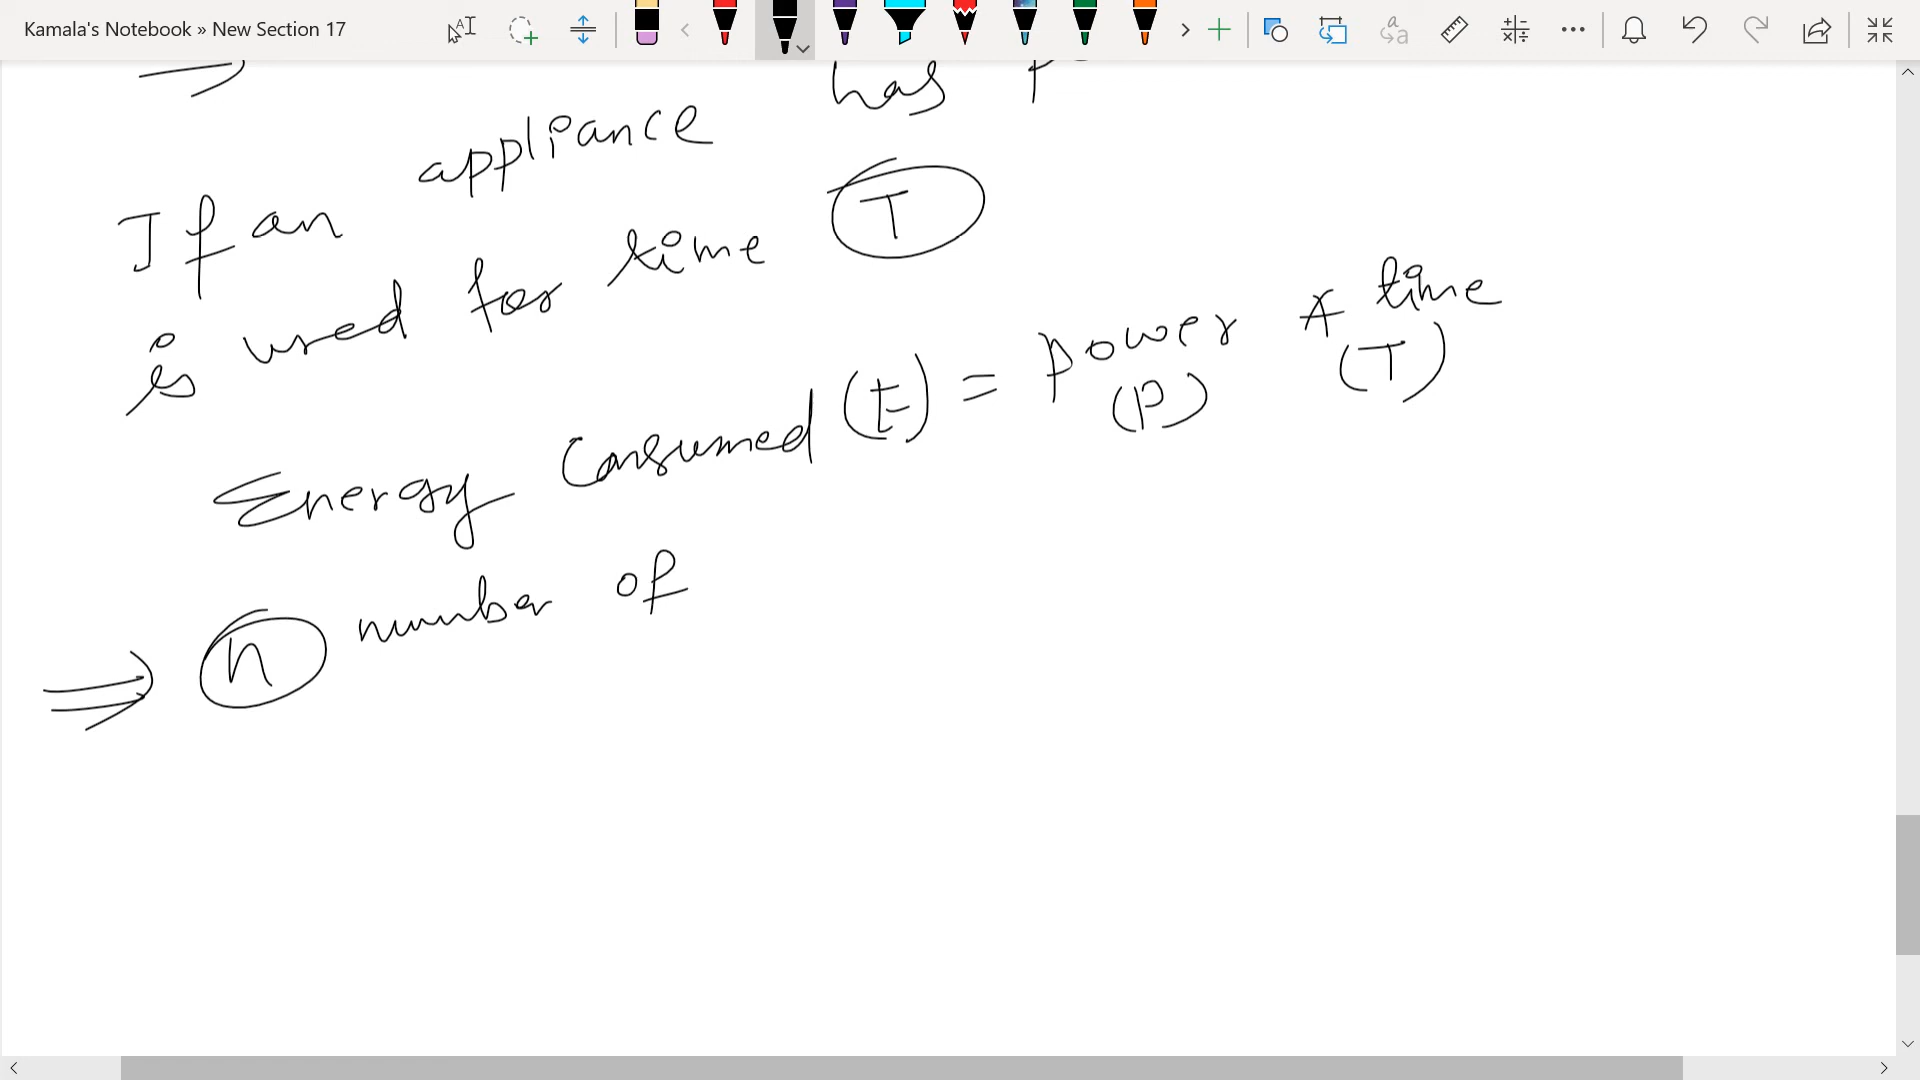 Kamala's Notebook » New Section 17
has
If an appliance
is used for time T
Energy Consumed (E) = power * time
(P) (T)
⇒ n number of